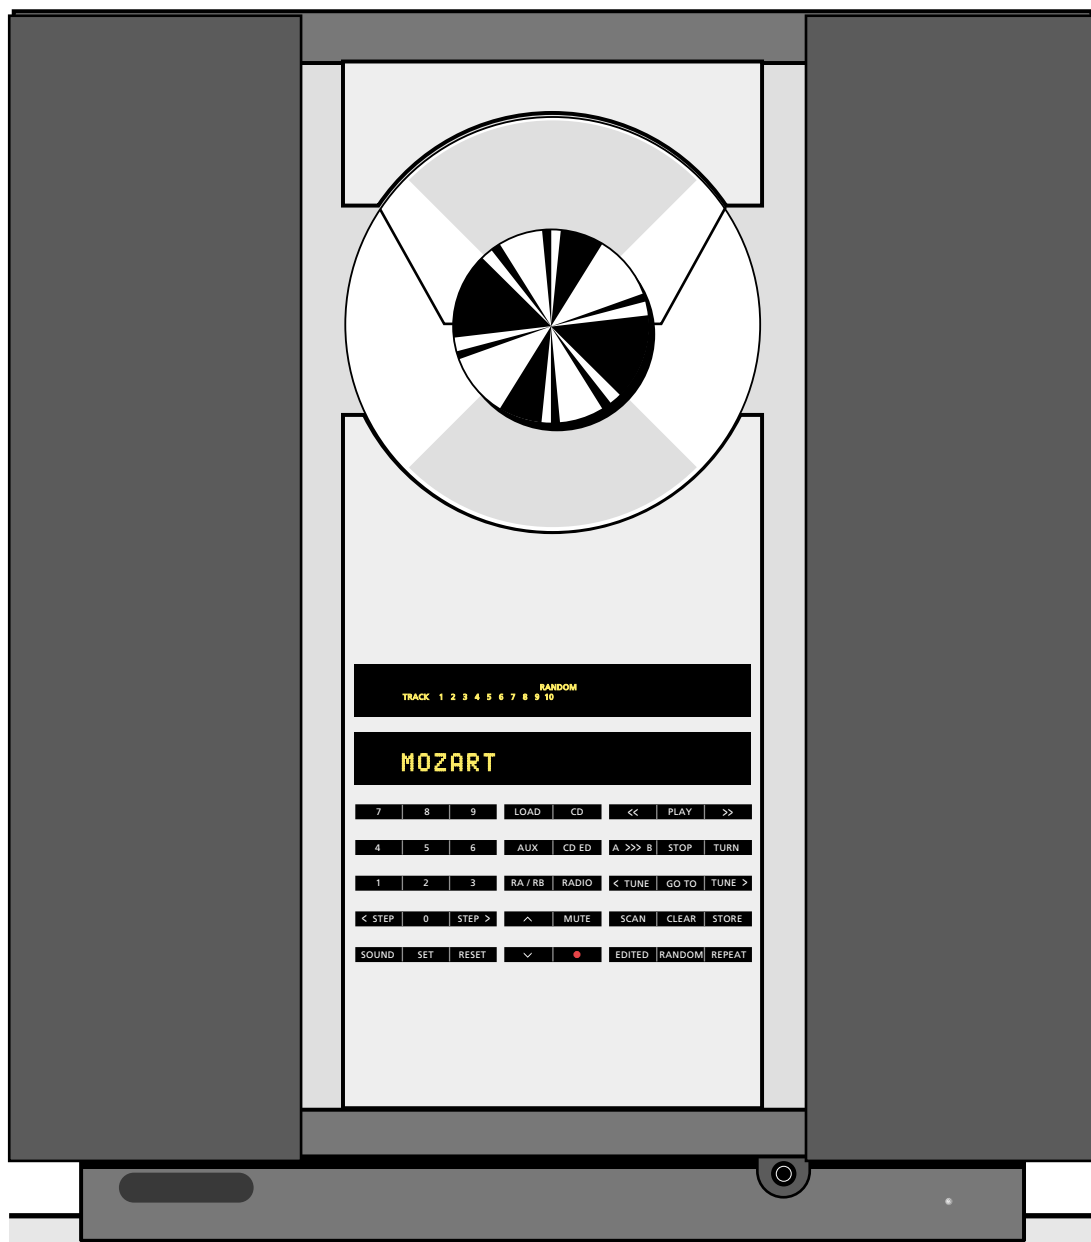 RANDOM
TRACK 1 2 3 4 5 6 7 8 9 10
MOZART
7 8 9 LOAD CD << PLAY >>
4 5 6 AUX CD ED A >>> B STOP TURN
1 2 3 RA / RB RADIO < TUNE GO TO TUNE >
< STEP 0 STEP > MUTE SCAN CLEAR STORE
SOUND SET RESET EDITED RANDOM REPEAT